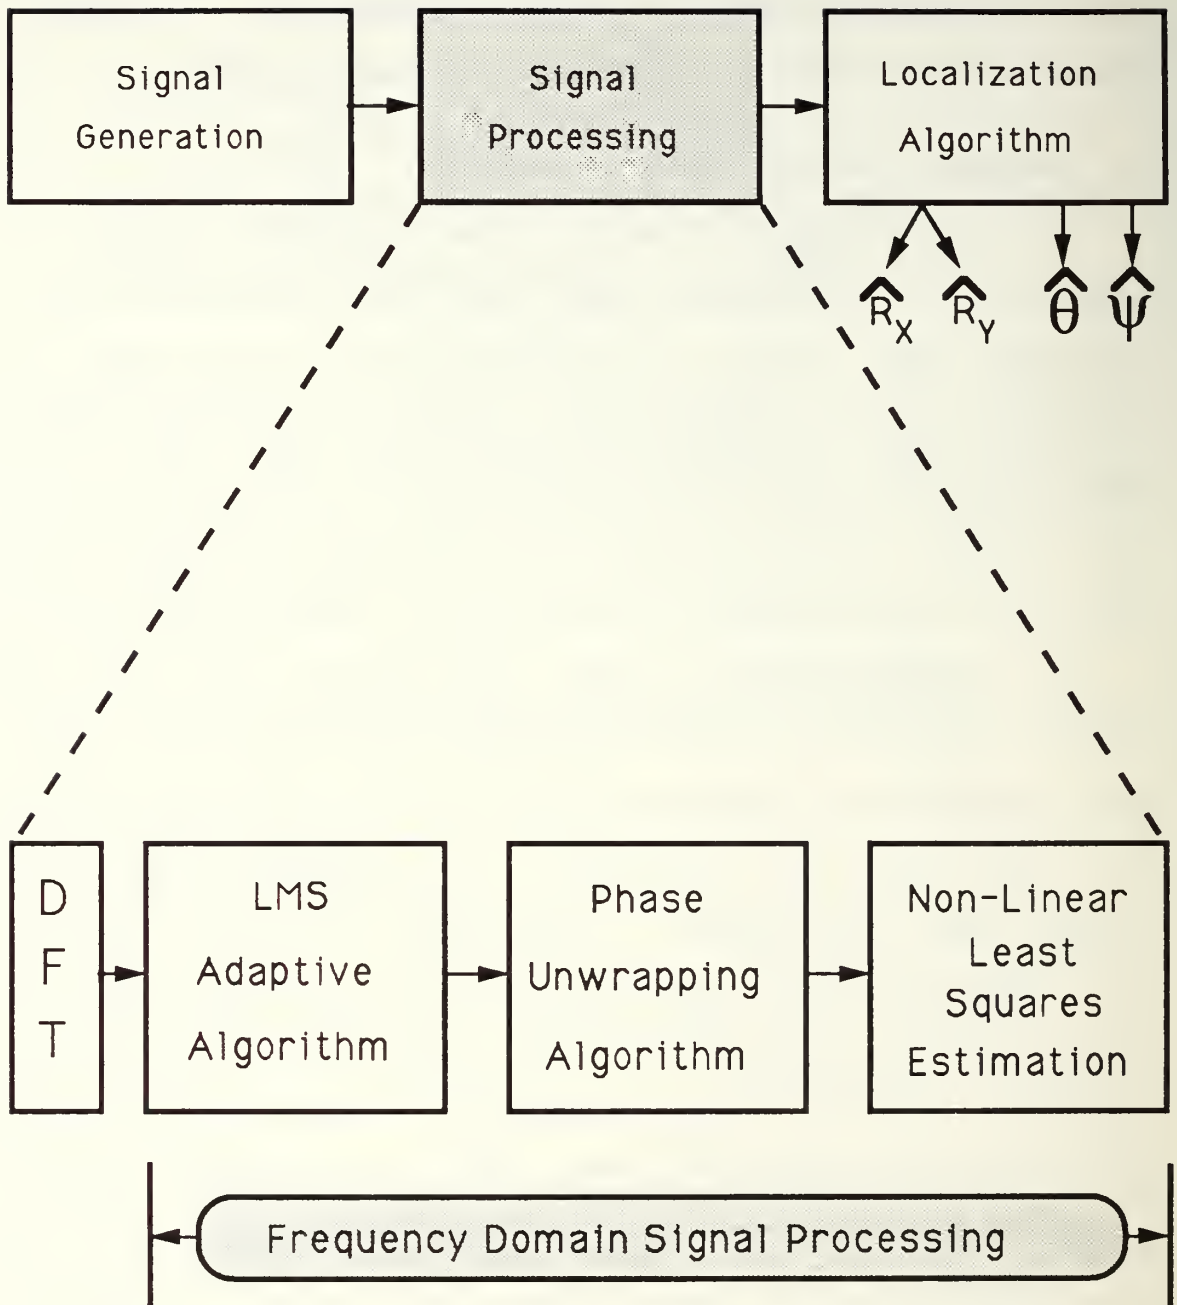 Signal
Generation
Signal
Processing
Localization
Algorithm
R̂X R̂Y θ̂ ψ̂
D
F
T
LMS
Adaptive
Algorithm
Phase
Unwrapping
Algorithm
Non-Linear
Least
Squares
Estimation
Frequency Domain Signal Processing